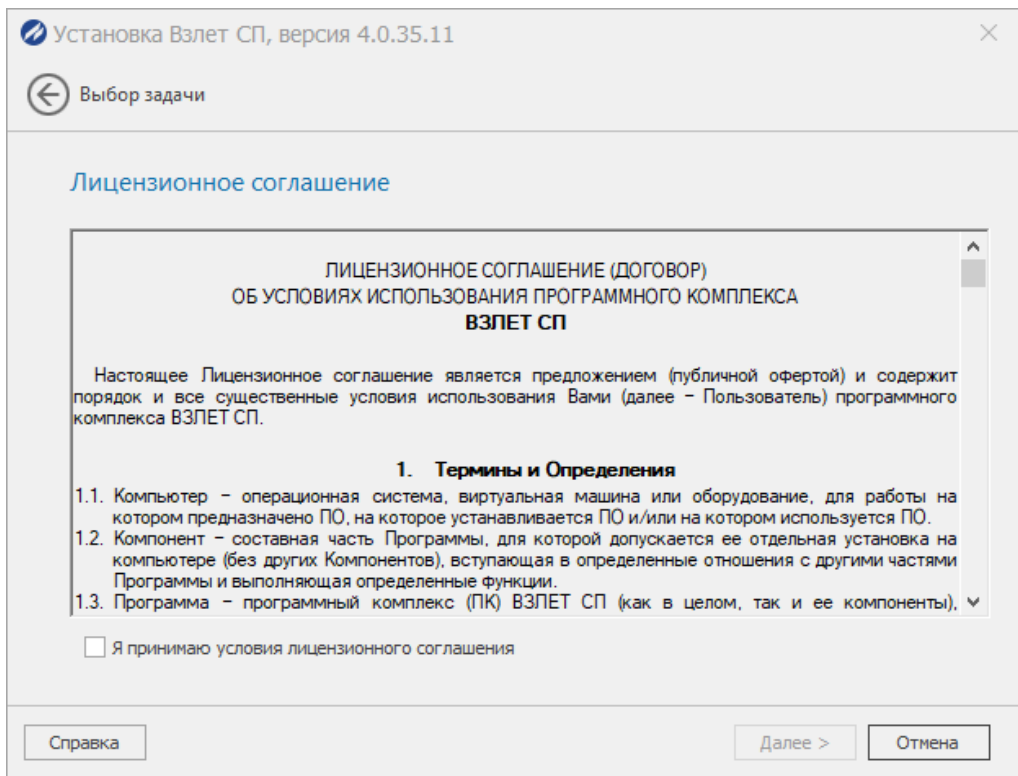 Установка Взлет СП, версия 4.0.35.11
Выбор задачи
Лицензионное соглашение
ЛИЦЕНЗИОННОЕ СОГЛАШЕНИЕ (ДОГОВОР)
ОБ УСЛОВИЯХ ИСПОЛЬЗОВАНИЯ ПРОГРАММНОГО КОМПЛЕКСА
ВЗЛЕТ СП
Настоящее Лицензионное соглашение является предложением (публичной офертой) и содержит
порядок и все существенные условия использования Вами (далее – Пользователь) программного
комплекса ВЗЛЕТ СП.
1. Термины и Определения
1.1. Компьютер – операционная система, виртуальная машина или оборудование, для работы на
котором предназначено ПО, на которое устанавливается ПО и/или на котором используется ПО.
1.2. Компонент – составная часть Программы, для которой допускается ее отдельная установка на
компьютере (без других Компонентов), вступающая в определенные отношения с другими частями
Программы и выполняющая определенные функции.
1.3. Программа – программный комплекс (ПК) ВЗЛЕТ СП (как в целом, так и ее компоненты),
Я принимаю условия лицензионного соглашения
Справка
Далее >
Отмена